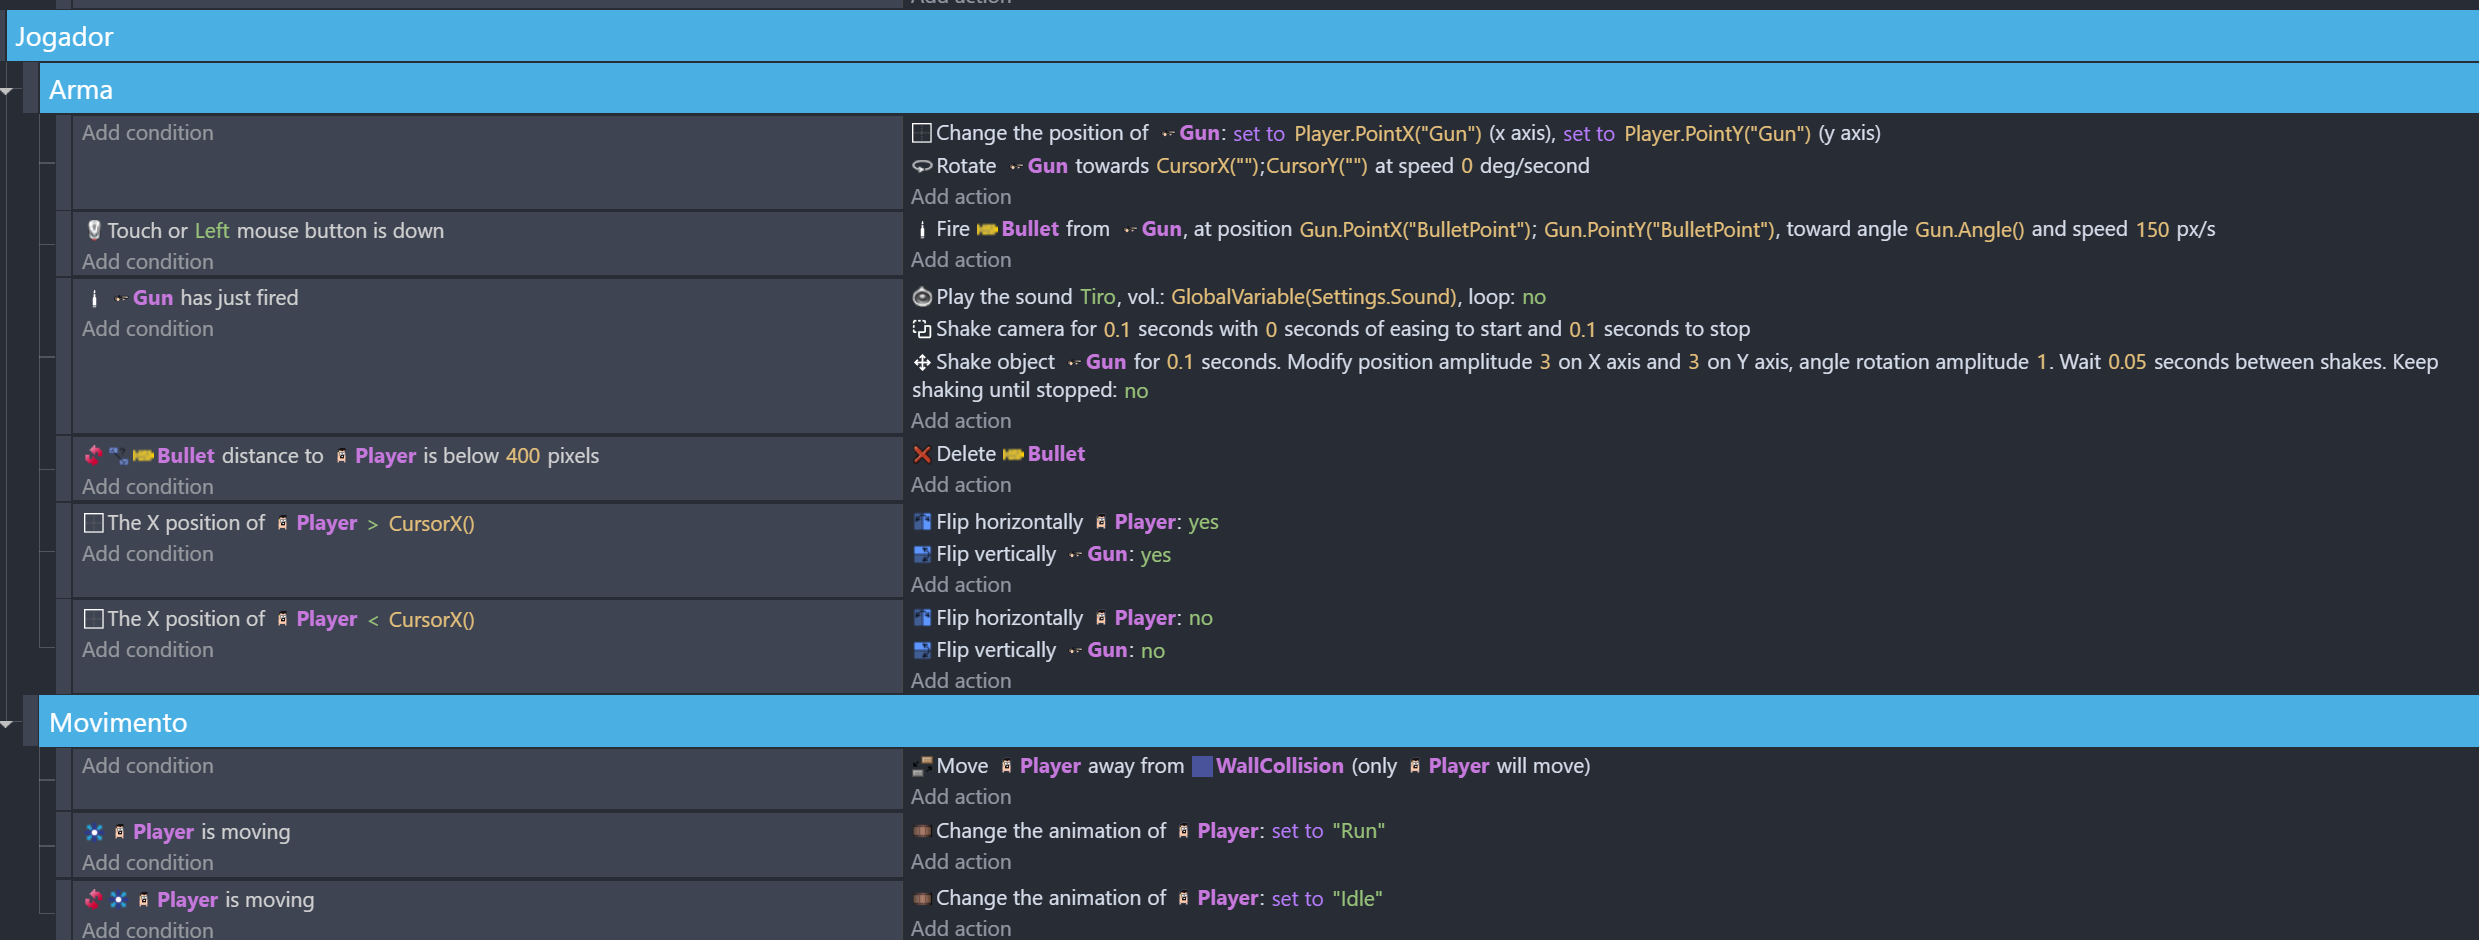 Add action
Jogador
Arma
Add condition
Change the position of Gun: set to Player.PointX("Gun") (x axis), set to Player.PointY("Gun") (y axis)
Rotate Gun towards CursorX("");CursorY("") at speed 0 deg/second
Add action
Touch or Left mouse button is down
Add condition
Fire Bullet from Gun, at position Gun.PointX("BulletPoint"); Gun.PointY("BulletPoint"), toward angle Gun.Angle() and speed 150 px/s
Add action
Gun has just fired
Add condition
Play the sound Tiro, vol.: GlobalVariable(Settings.Sound), loop: no
Shake camera for 0.1 seconds with 0 seconds of easing to start and 0.1 seconds to stop
Shake object Gun for 0.1 seconds. Modify position amplitude 3 on X axis and 3 on Y axis, angle rotation amplitude 1. Wait 0.05 seconds between shakes. Keep
shaking until stopped: no
Add action
Bullet distance to Player is below 400 pixels
Add condition
Delete Bullet
Add action
The X position of Player > CursorX()
Add condition
Flip horizontally Player: yes
Flip vertically Gun: yes
Add action
The X position of Player < CursorX()
Add condition
Flip horizontally Player: no
Flip vertically Gun: no
Add action
Movimento
Add condition
Move Player away from WallCollision (only Player will move)
Add action
Player is moving
Add condition
Change the animation of Player: set to "Run"
Add action
Player is moving
Add condition
Change the animation of Player: set to "Idle"
Add action